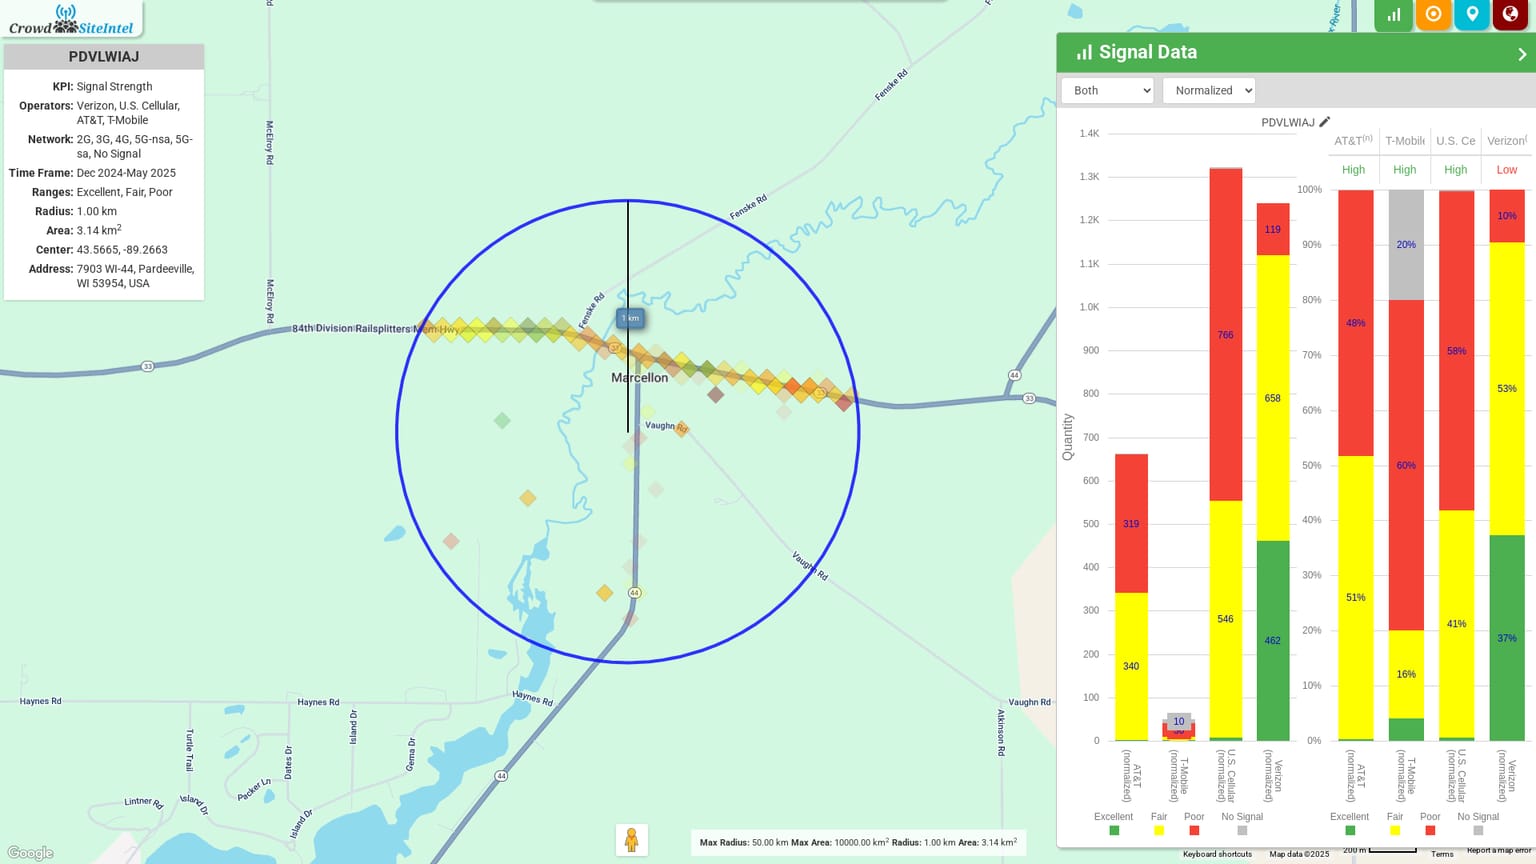 Crowd SiteIntel
PDVLWIAJ
KPI: Signal Strength
Operators: Verizon, U.S. Cellular,
AT&T, T-Mobile
Network: 2G, 3G, 4G, 5G-nsa, 5G-
sa, No Signal
Time Frame: Dec 2024-May 2025
Ranges: Excellent, Fair, Poor
Radius: 1.00 km
Area: 3.14 km2
Center: 43.5665, -89.2663
Address: 7903 WI-44, Pardeeville,
WI 53954, USA
McElroy Rd
McElroy Rd
Fenske Rd
Fenske Rd
Fenske Rd
84th Division Railsplitters Mem Hwy
1 km
33
33
33
33
44
44
44
Marcellon
Vaughn Rd
Vaughn Rd
Vaughn Rd
Haynes Rd
Haynes Rd
Haynes Rd
Turtle Trail
Dates Dr
Island Dr
Gema Dr
Packer Ln
Lintner Rd
Island Dr
Island Dr
Atkinson Rd
Google
Max Radius: 50.00 km Max Area: 10000.00 km2 Radius: 1.00 km Area: 3.14 km2
Signal Data
Both
Normalized
PDVLWIAJ
1.4K
1.3K
1.2K
1.1K
1.0K
900
800
700
600
500
400
300
200
100
0
Quantity
319
340
10
766
546
119
658
462
AT&T
(normalized)
T-Mobile
(normalized)
U.S. Cellular
(normalized)
Verizon
(normalized)
Excellent Fair Poor No Signal
AT&T(n) T-Mobile U.S. Ce Verizon(
High High High Low
100%
90%
80%
70%
60%
50%
40%
30%
20%
10%
0%
48%
51%
20%
60%
16%
58%
41%
10%
53%
37%
AT&T
(normalized)
T-Mobile
(normalized)
U.S. Cellular
(normalized)
Verizon
(normalized)
Excellent Fair Poor No Signal
Keyboard shortcuts Map data ©2025 200 m Terms Report a map error